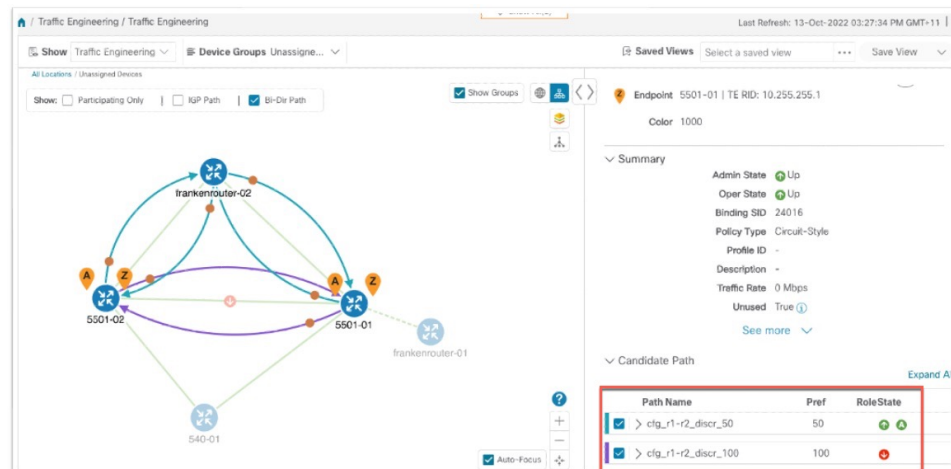 / Traffic Engineering / Traffic Engineering
Last Refresh: 13-Oct-2022 03:27:34 PM GMT+11
Show Traffic Engineering
Device Groups Unassigne...
Saved Views Select a saved view ... Save View
All Locations / Unassigned Devices
Show: Participating Only | IGP Path | Bi-Dir Path
Show Groups
frankenrouter-02
A Z
5501-02
A Z
5501-01
frankenrouter-01
540-01
?
+
−
Auto-Focus
Z Endpoint 5501-01 | TE RID: 10.255.255.1
Color 1000
Summary
Admin State Up
Oper State Up
Binding SID 24016
Policy Type Circuit-Style
Profile ID -
Description -
Traffic Rate 0 Mbps
Unused True i
See more
Candidate Path
Expand Al
Path Name Pref RoleState
cfg_r1-r2_discr_50 50 A
cfg_r1-r2_discr_100 100